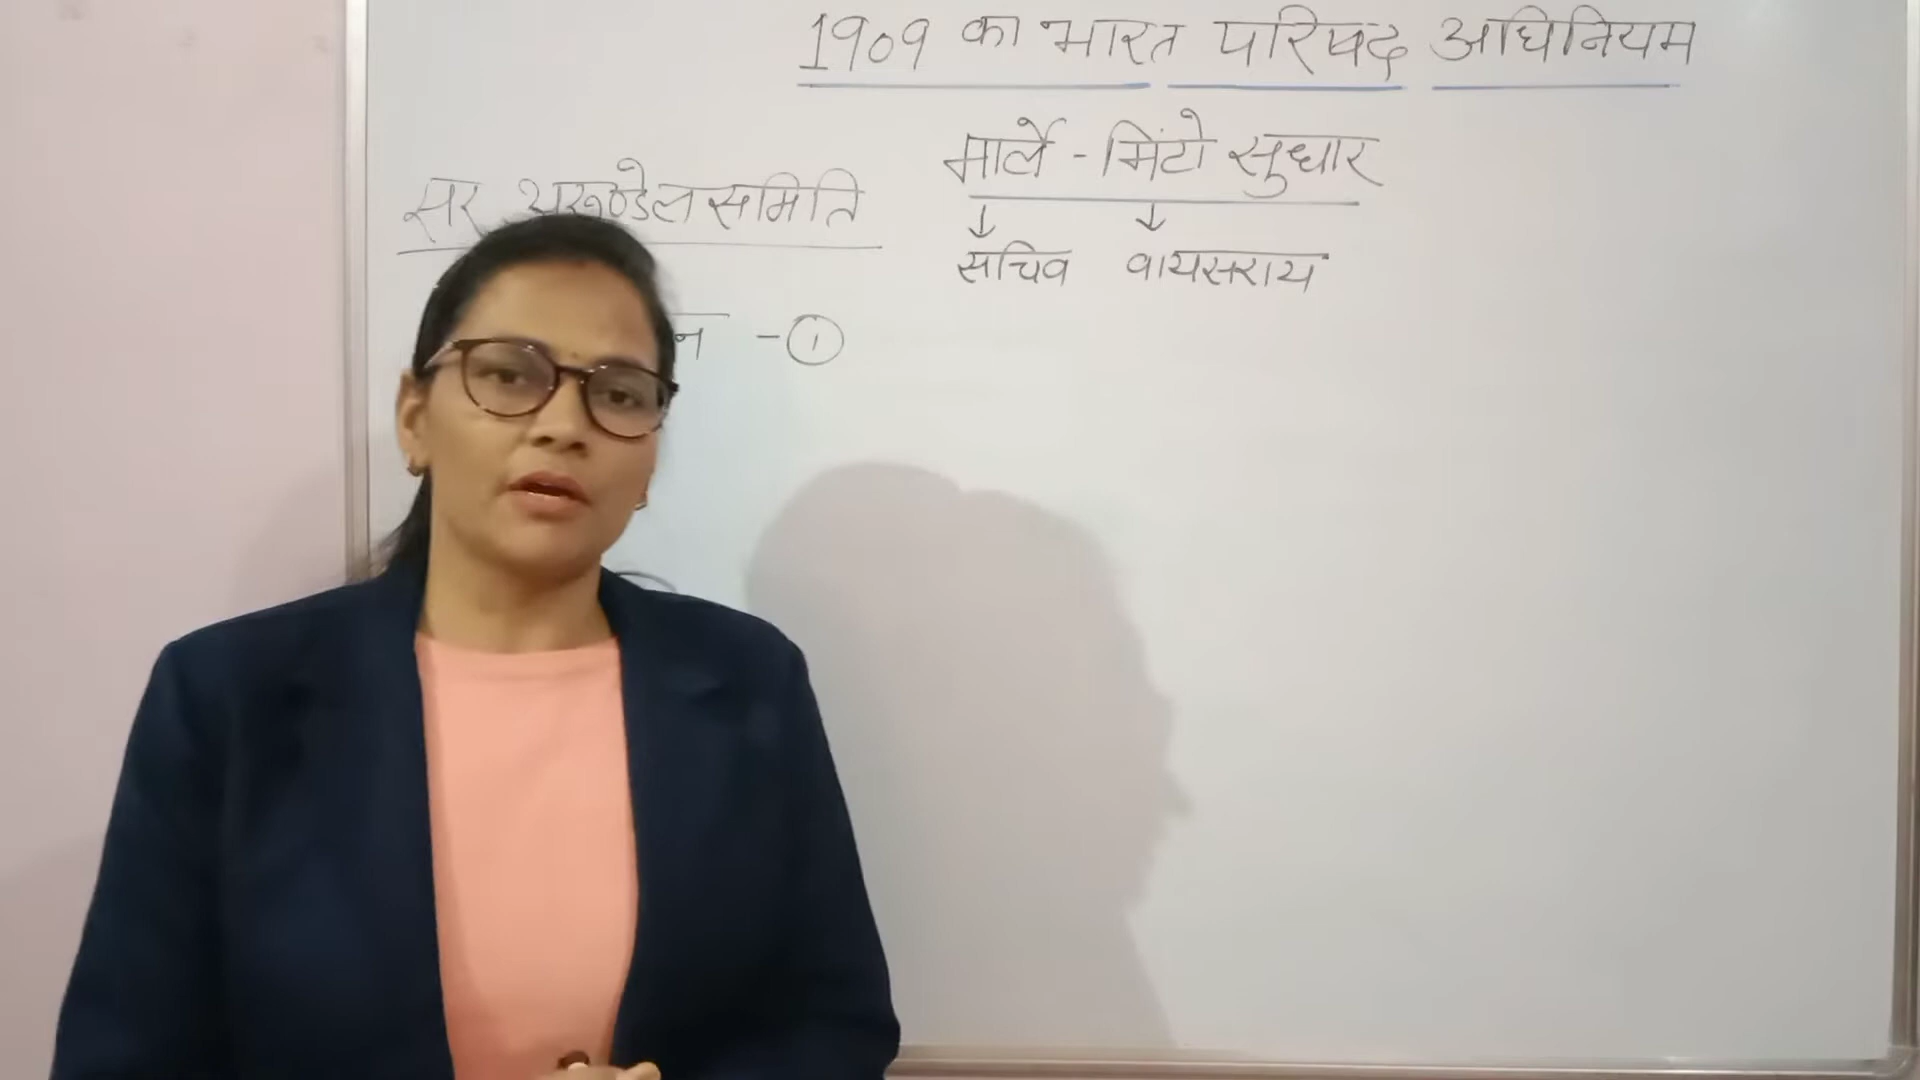 1909 का भारत परिषद अधिनियम
मार्ले - मिंटो सुधार
सर अरूण्डेल समिति
↓ ↓
सचिव वायसराय
- ①